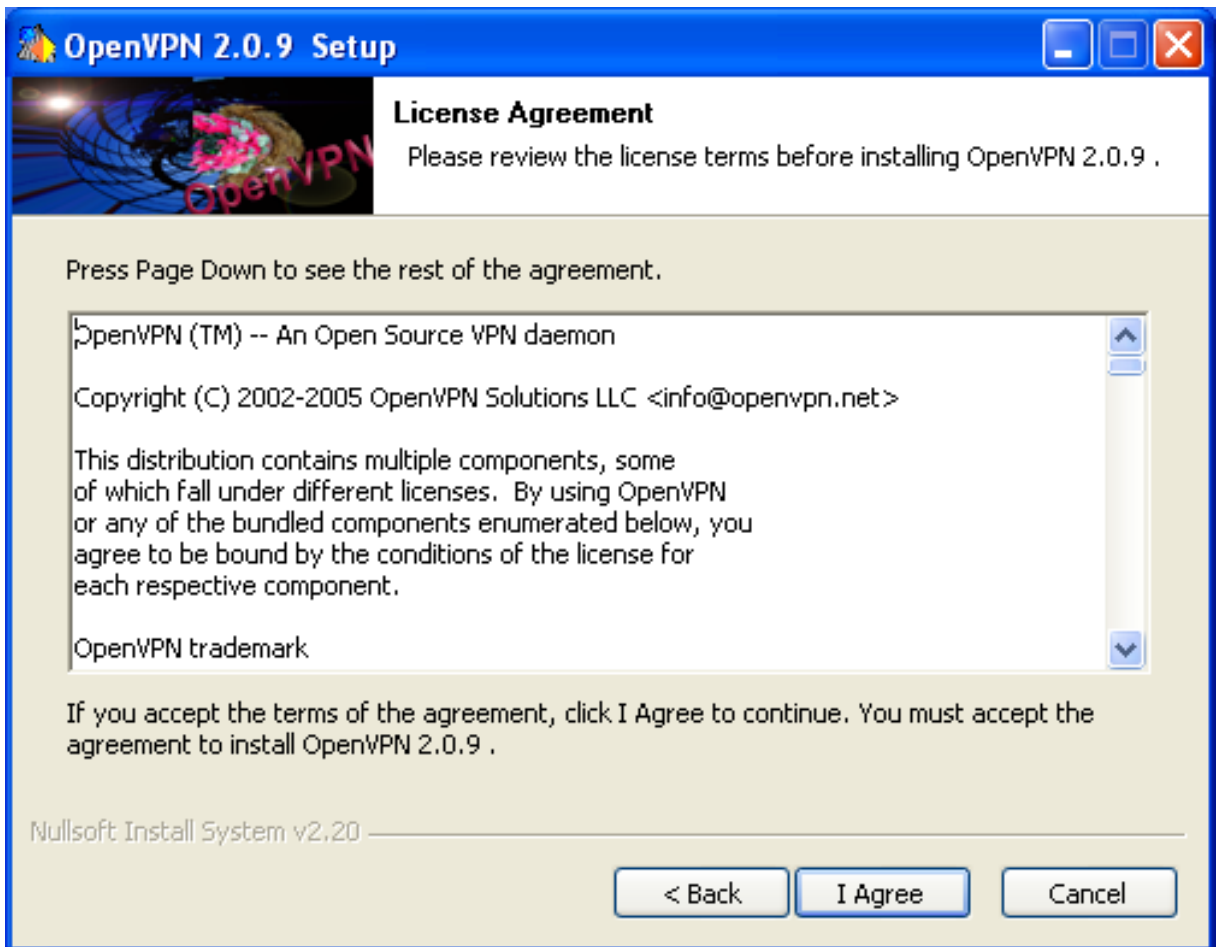 OpenVPN 2.0.9 Setup
OpenVPN
License Agreement
Please review the license terms before installing OpenVPN 2.0.9 .
Press Page Down to see the rest of the agreement.
OpenVPN (TM) -- An Open Source VPN daemon
Copyright (C) 2002-2005 OpenVPN Solutions LLC <info@openvpn.net>
This distribution contains multiple components, some
of which fall under different licenses.  By using OpenVPN
or any of the bundled components enumerated below, you
agree to be bound by the conditions of the license for
each respective component.
OpenVPN trademark
If you accept the terms of the agreement, click I Agree to continue. You must accept the
agreement to install OpenVPN 2.0.9 .
Nullsoft Install System v2.20
< Back
I Agree
Cancel